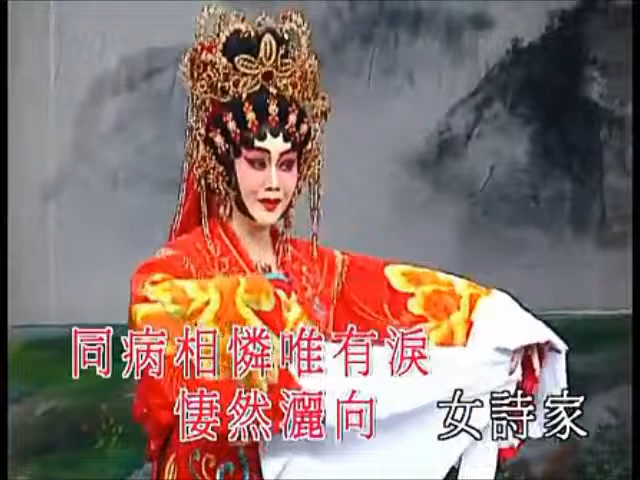 同病相憐唯有淚
悽然灑向 女詩家